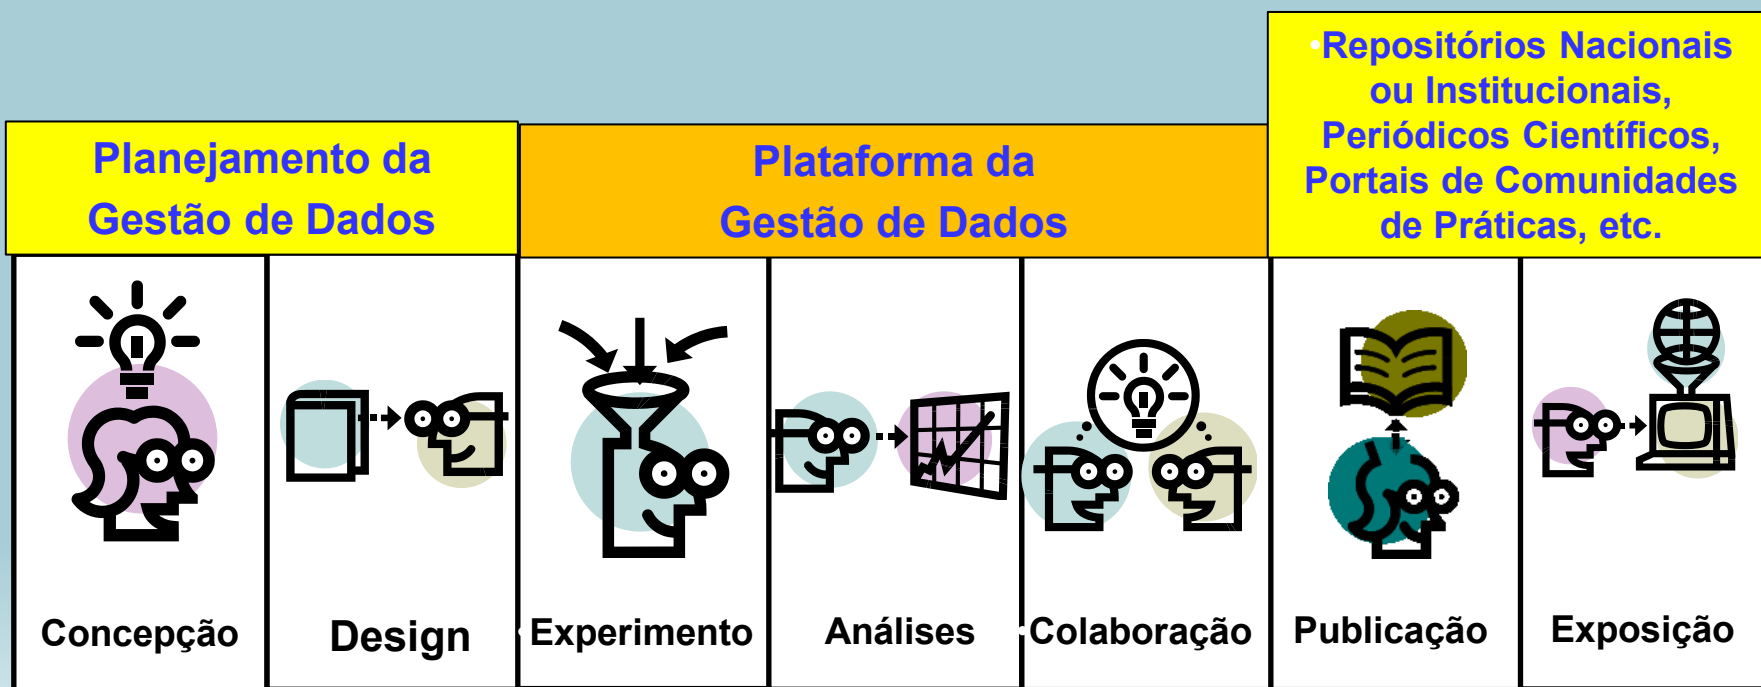 Planejamento da
Gestão de Dados
Plataforma da
Gestão de Dados
•Repositórios Nacionais
ou Institucionais,
Periódicos Científicos,
Portais de Comunidades
de Práticas, etc.
Concepção
Design
•Experimento
Análises
•Colaboração
Publicação
Exposição